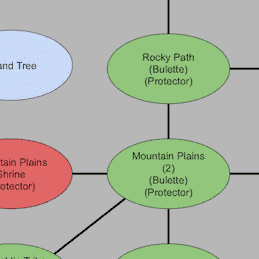 and Tree
Rocky Path
(Bulette)
(Protector)
tain Plains
Shrine
otector)
Mountain Plains
(2)
(Bulette)
(Protector)